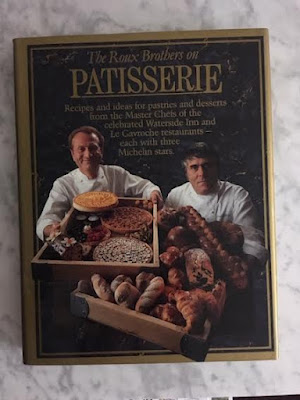 The Roux Brothers on
PATISSERIE
Recipes and ideas for pastries and desserts
from the Master Chefs of the
celebrated Waterside Inn and
Le Gavroche restaurants –
each with three
Michelin stars.